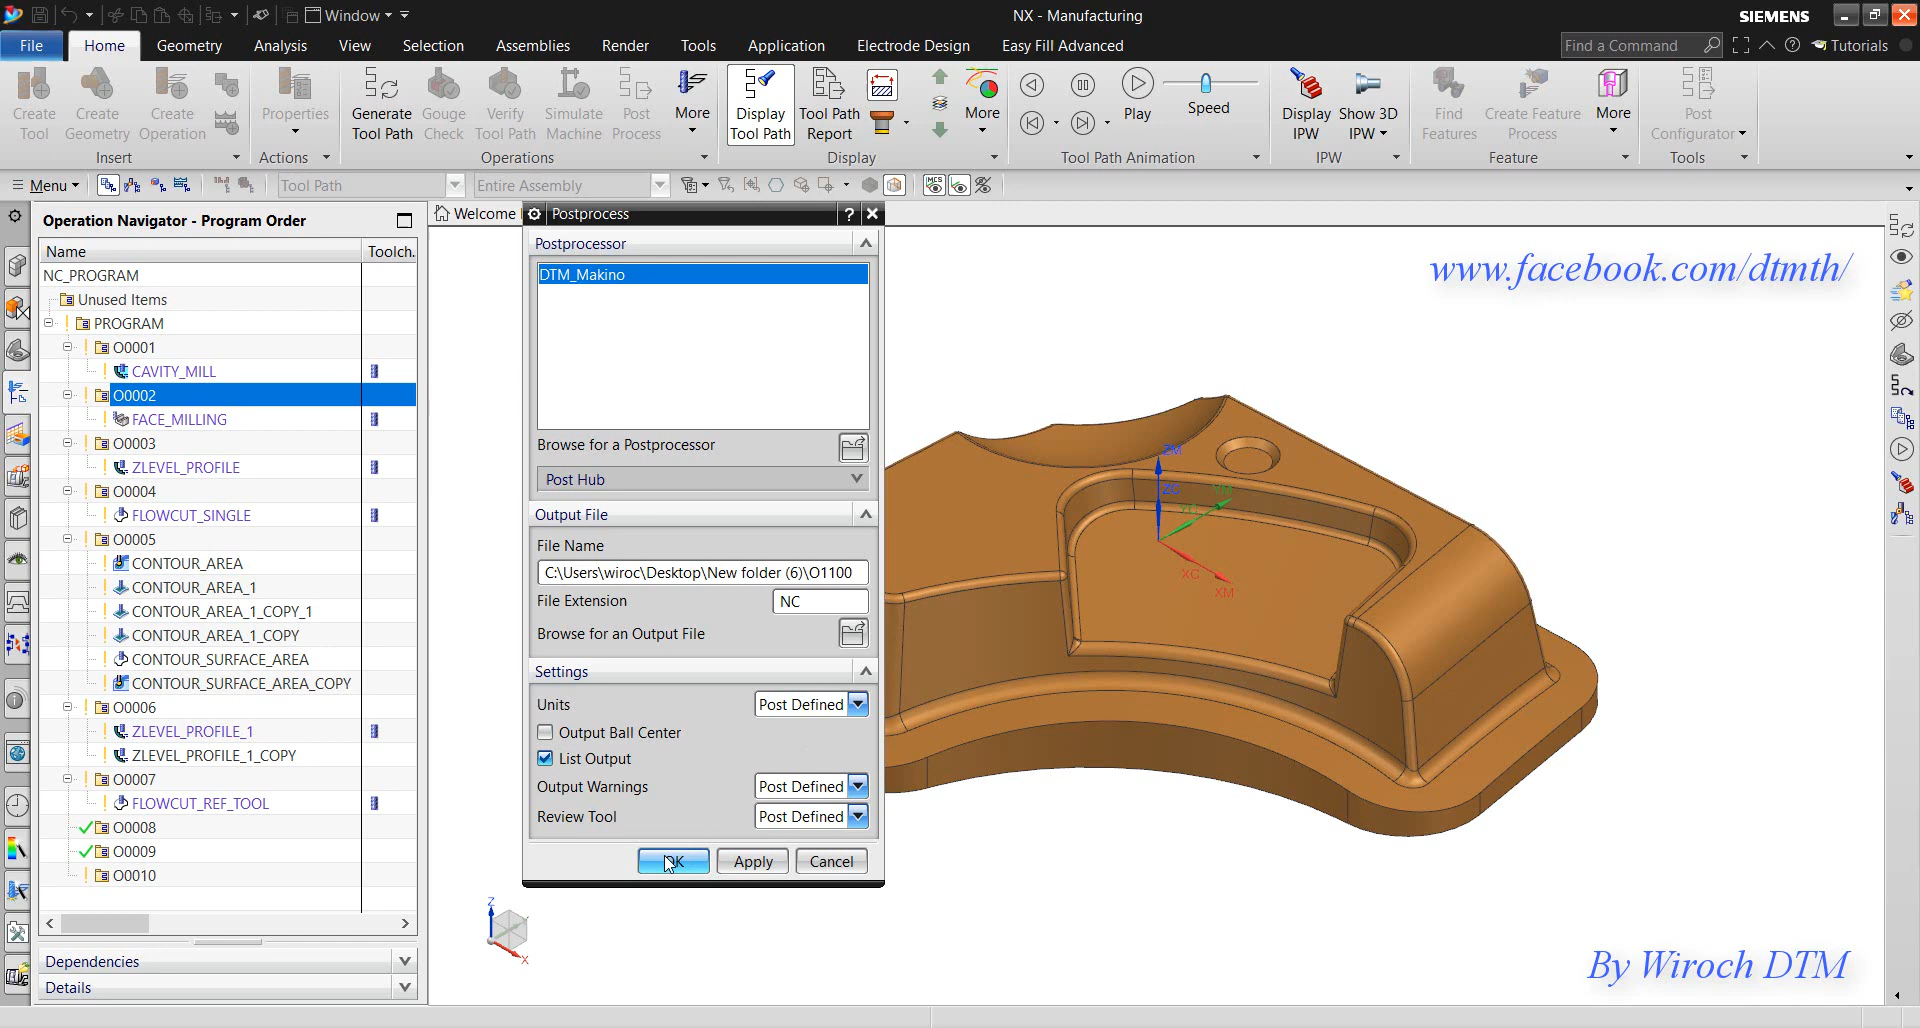 Window
NX - Manufacturing
SIEMENS
File
Home
Geometry
Analysis
View
Selection
Assemblies
Render
Tools
Application
Electrode Design
Easy Fill Advanced
Find a Command
Tutorials
Create Tool
Create Geometry
Create Operation
Properties
Generate Tool Path
Gouge Check
Verify Tool Path
Simulate Machine
Post Process
More
Display Tool Path
Tool Path Report
More
Play
Speed
Display IPW
Show 3D IPW
Find Features
Create Feature Process
More
Post Configurator
Insert
Actions
Operations
Display
Tool Path Animation
IPW
Feature
Tools
Menu
Tool Path
Entire Assembly
MCS
Operation Navigator - Program Order
Name
Toolch.
NC_PROGRAM
Unused Items
PROGRAM
O0001
CAVITY_MILL
O0002
FACE_MILLING
O0003
ZLEVEL_PROFILE
O0004
FLOWCUT_SINGLE
O0005
CONTOUR_AREA
CONTOUR_AREA_1
CONTOUR_AREA_1_COPY_1
CONTOUR_AREA_1_COPY
CONTOUR_SURFACE_AREA
CONTOUR_SURFACE_AREA_COPY
O0006
ZLEVEL_PROFILE_1
ZLEVEL_PROFILE_1_COPY
O0007
FLOWCUT_REF_TOOL
O0008
O0009
O0010
Dependencies
Details
Welcome
Postprocess
Postprocessor
DTM_Makino
Browse for a Postprocessor
Post Hub
Output File
File Name
C:\Users\wiroc\Desktop\New folder (6)\O1100
File Extension
NC
Browse for an Output File
Settings
Units
Post Defined
Output Ball Center
List Output
Output Warnings
Post Defined
Review Tool
Post Defined
OK
Apply
Cancel
www.facebook.com/dtmth/
ZM
ZC
YM
YC
XC
XM
Z
X
By Wiroch DTM